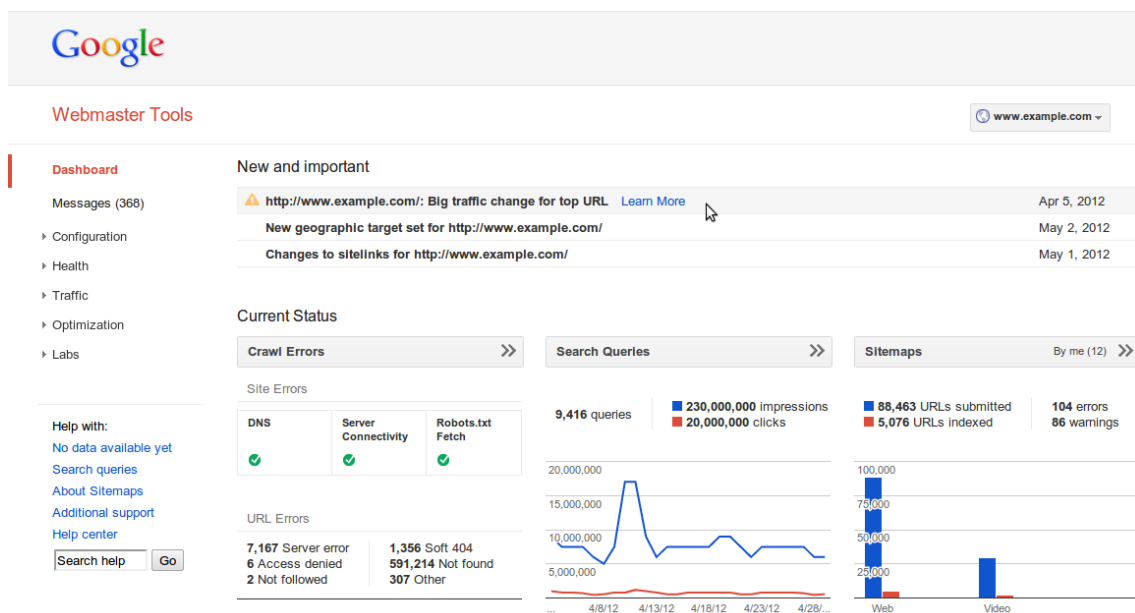 Google
Webmaster Tools
www.example.com
Dashboard
Messages (368)
Configuration
Health
Traffic
Optimization
Labs
Help with:
No data available yet
Search queries
About Sitemaps
Additional support
Help center
Search help
Go
New and important
http://www.example.com/: Big traffic change for top URL Learn More Apr 5, 2012
New geographic target set for http://www.example.com/ May 2, 2012
Changes to sitelinks for http://www.example.com/ May 1, 2012
Current Status
Crawl Errors
Site Errors
DNS
Server
Connectivity
Robots.txt
Fetch
URL Errors
7,167 Server error
6 Access denied
2 Not followed
1,356 Soft 404
591,214 Not found
307 Other
Search Queries
9,416 queries
230,000,000 impressions
20,000,000 clicks
20,000,000
15,000,000
10,000,000
5,000,000
... 4/8/12 4/13/12 4/18/12 4/23/12 4/28/...
Sitemaps
By me (12)
88,463 URLs submitted
5,076 URLs indexed
104 errors
86 warnings
100,000
75,000
50,000
25,000
Web Video